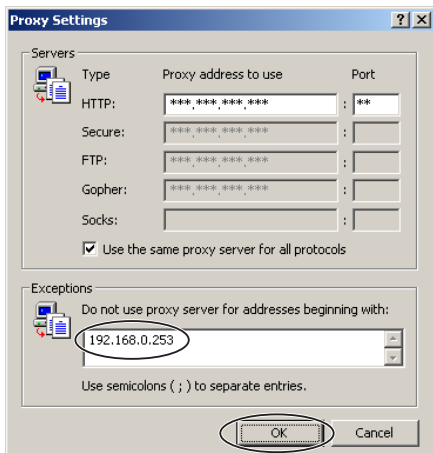 Proxy Settings ? X
Servers
Type Proxy address to use Port
HTTP: ***.***.***.*** : **
Secure: ***.***.***.*** :
FTP: ***.***.***.*** :
Gopher: ***.***.***.*** :
Socks: :
Use the same proxy server for all protocols
Exceptions
Do not use proxy server for addresses beginning with:
192.168.0.253
Use semicolons ( ; ) to separate entries.
OK Cancel